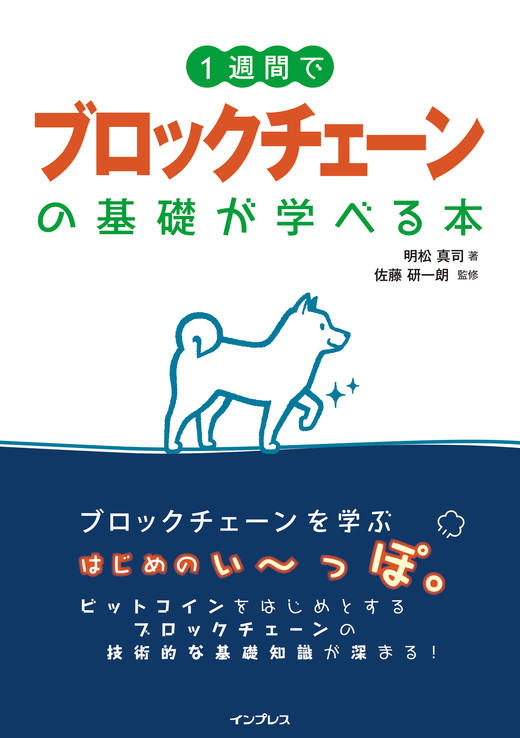 1週間で
ブロックチェーン
の基礎が学べる本
明松 真司 著
佐藤 研一朗 監修
ブロックチェーンを学ぶ
はじめのい〜っぽ。
ビットコインをはじめとする
ブロックチェーンの
技術的な基礎知識が深まる!
インプレス